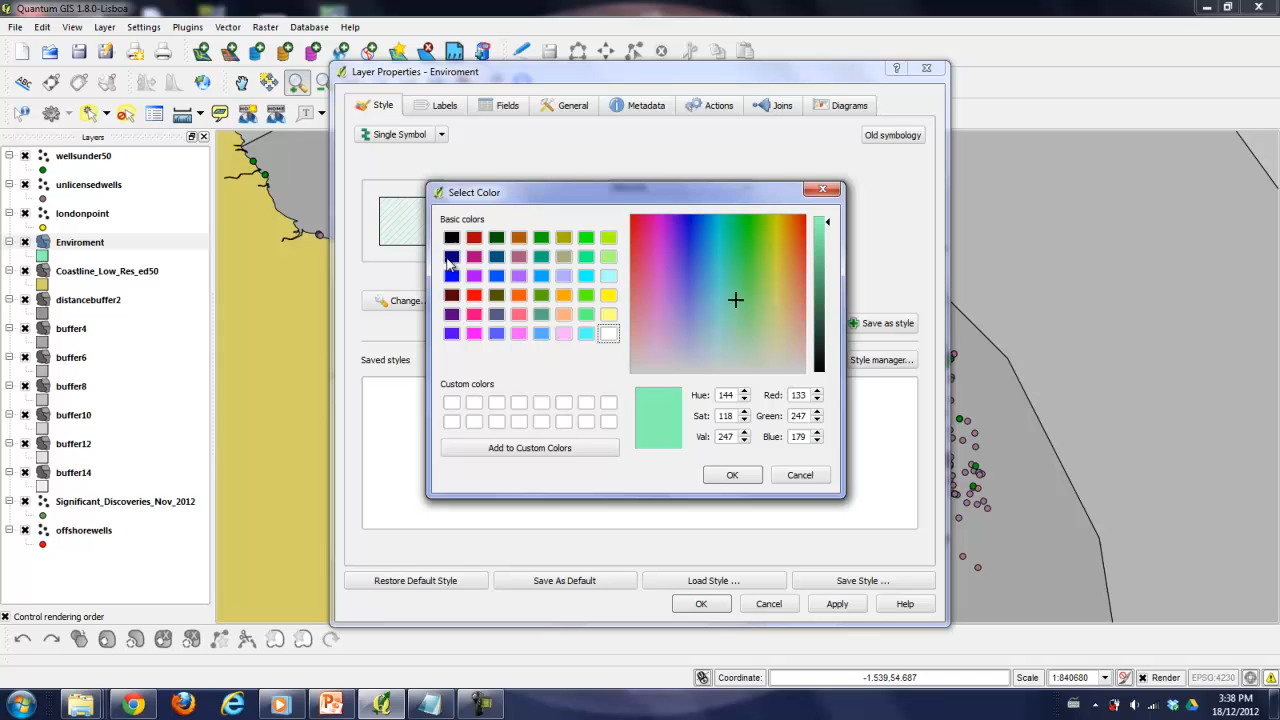 Quantum GIS 1.8.0-Lisboa
File Edit View Layer Settings Plugins Vector Raster Database Help
Layer Properties - Enviroment
Layers
Style Labels Fields General Metadata Actions Joins Diagrams
Single Symbol Old symbology
wellsunder50
unlicensedwells
londonpoint
Enviroment
Coastline_Low_Res_ed50
distancebuffer2
buffer4
buffer6
buffer8
buffer10
buffer12
buffer14
Significant_Discoveries_Nov_2012
offshorewells
Control rendering order
Select Color
Basic colors
Change...
Save as style
Saved styles
Style manager...
Custom colors
Hue: 144 Red: 133
Sat: 118 Green: 247
Val: 247 Blue: 179
Add to Custom Colors
OK Cancel
Restore Default Style Save As Default Load Style ... Save Style ...
OK Cancel Apply Help
Coordinate: -1.539,54.687 Scale 1:840680 Render EPSG:4230
3:38 PM
18/12/2012